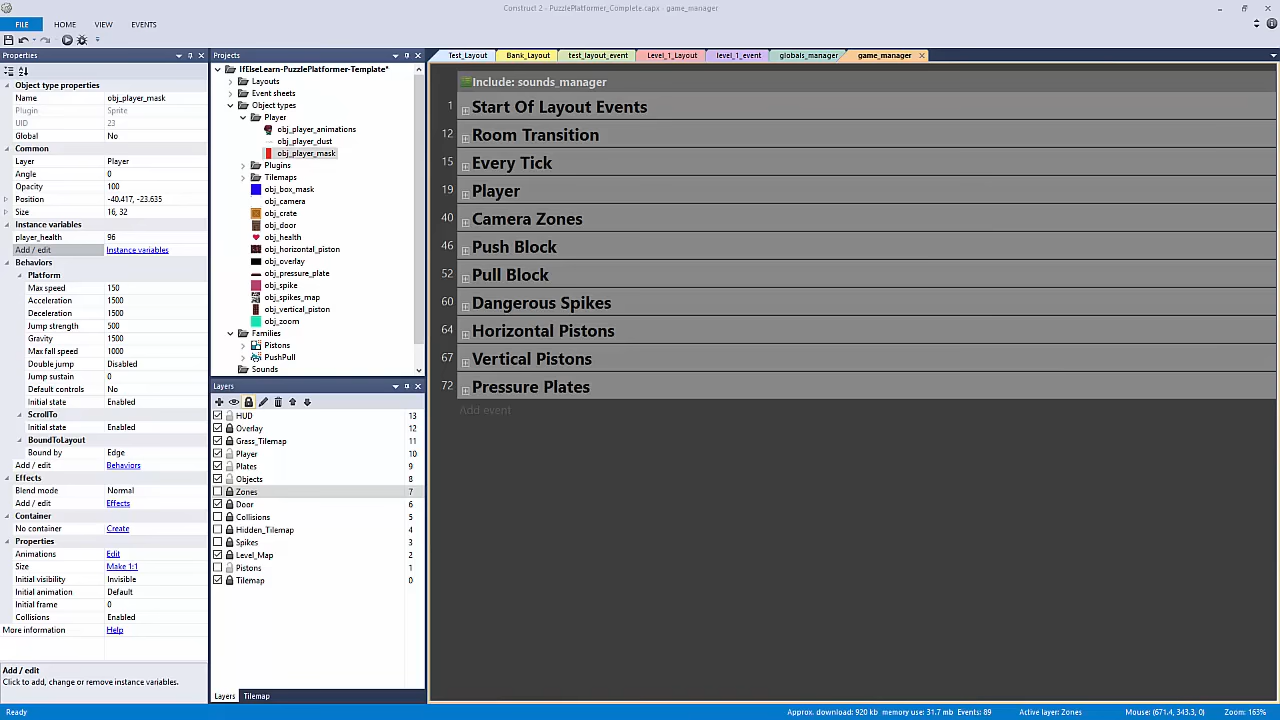 Construct 2 - PuzzlePlatformer_Complete.capx - game_manager
FILE
HOME
VIEW
EVENTS
Properties
Object type properties
Name obj_player_mask
Plugin Sprite
UID 23
Global No
Common
Layer Player
Angle 0
Opacity 100
Position -40.417, -23.635
Size 16, 32
Instance variables
player_health 96
Add / edit Instance variables
Behaviors
Platform
Max speed 150
Acceleration 1500
Deceleration 1500
Jump strength 500
Gravity 1500
Max fall speed 1000
Double jump Disabled
Jump sustain 0
Default controls No
Initial state Enabled
ScrollTo
Initial state Enabled
BoundToLayout
Bound by Edge
Add / edit Behaviors
Effects
Blend mode Normal
Add / edit Effects
Container
No container Create
Properties
Animations Edit
Size Make 1:1
Initial visibility Invisible
Initial animation Default
Initial frame 0
Collisions Enabled
More information Help
Add / edit
Click to add, change or remove instance variables.
Projects
IfElseLearn-PuzzlePlatformer-Template*
Layouts
Event sheets
Object types
Player
obj_player_animations
obj_player_dust
obj_player_mask
Plugins
Tilemaps
obj_box_mask
obj_camera
obj_crate
obj_door
obj_health
obj_horizontal_piston
obj_overlay
obj_pressure_plate
obj_spike
obj_spikes_map
obj_vertical_piston
obj_zoom
Families
Pistons
PushPull
Sounds
Layers
HUD 13
Overlay 12
Grass_Tilemap 11
Player 10
Plates 9
Objects 8
Zones 7
Door 6
Collisions 5
Hidden_Tilemap 4
Spikes 3
Level_Map 2
Pistons 1
Tilemap 0
Layers Tilemap
Test_Layout
Bank_Layout
test_layout_event
Level_1_Layout
level_1_event
globals_manager
game_manager
Include: sounds_manager
1 Start Of Layout Events
12 Room Transition
15 Every Tick
19 Player
40 Camera Zones
46 Push Block
52 Pull Block
60 Dangerous Spikes
64 Horizontal Pistons
67 Vertical Pistons
72 Pressure Plates
Add event
Ready
Approx. download: 920 kb
memory use: 31.7 mb
Events: 89
Active layer: Zones
Mouse: (671.4, 343.3, 0)
Zoom: 163%